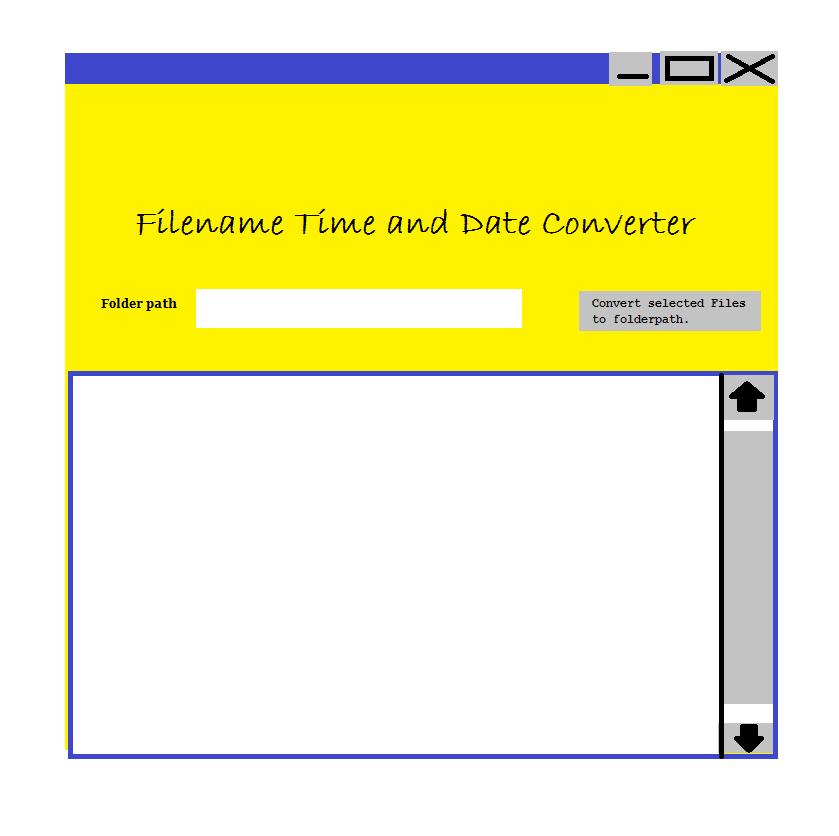 Filename Time and Date Converter
Folder path
Convert selected Files
to folderpath.